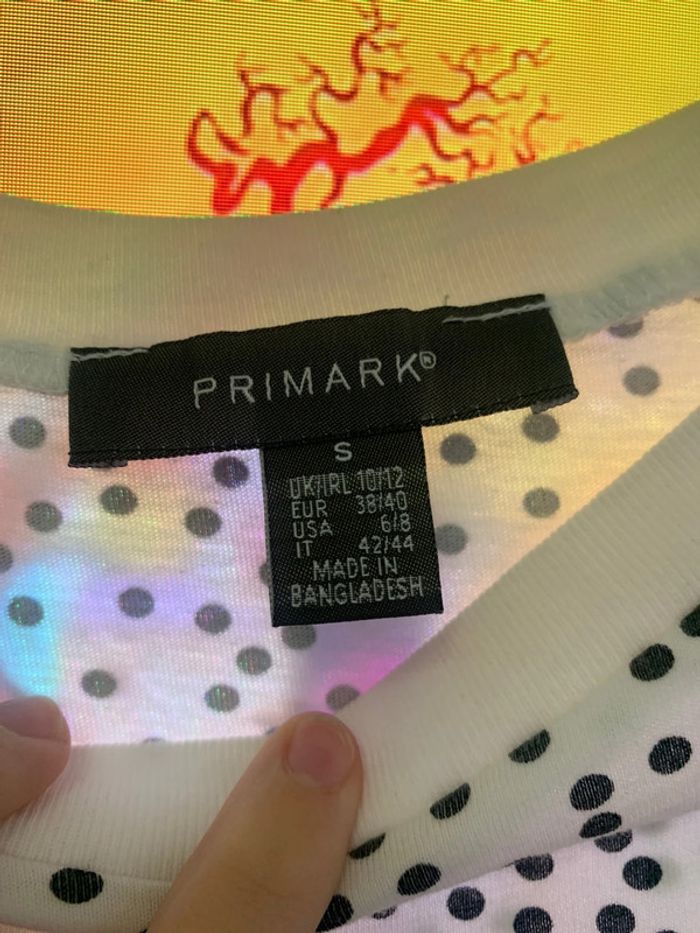 PRIMARK®
S
UK/IRL 10/12
EUR 38/40
USA 6/8
IT 42/44
MADE IN
BANGLADESH